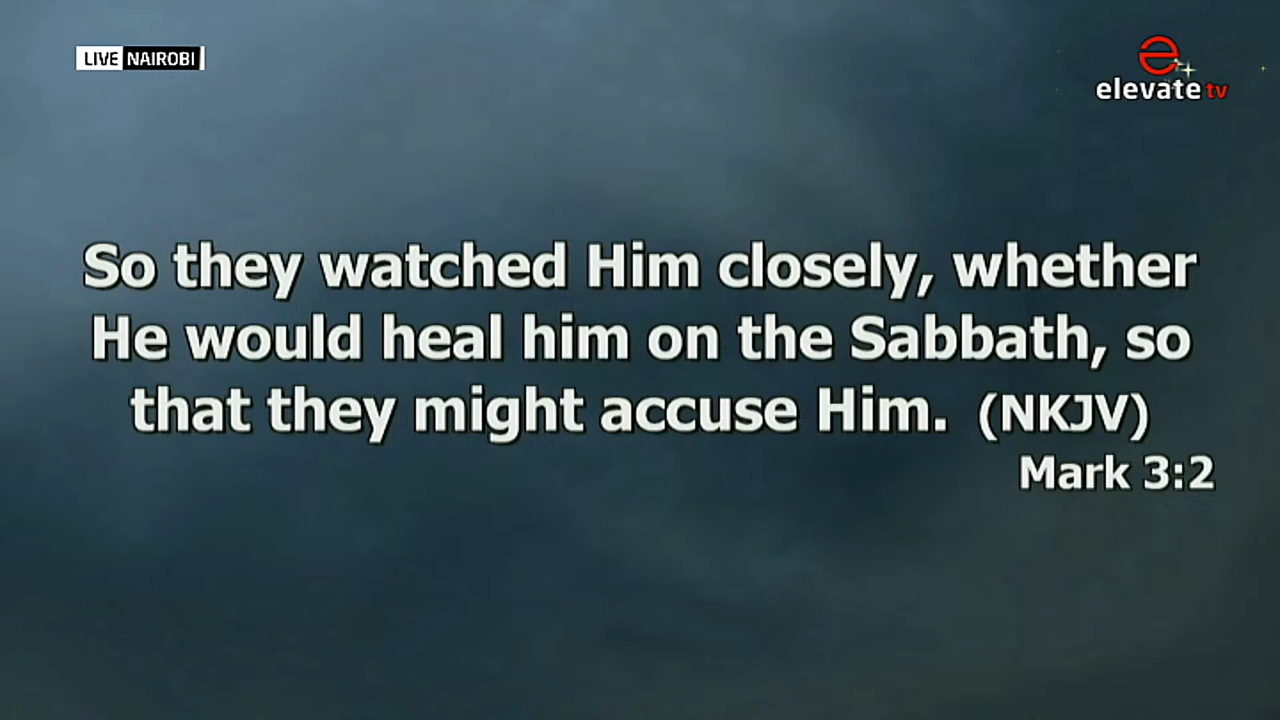 LIVE NAIROBI
elevate tv
So they watched Him closely, whether
He would heal him on the Sabbath, so
that they might accuse Him. (NKJV)
Mark 3:2